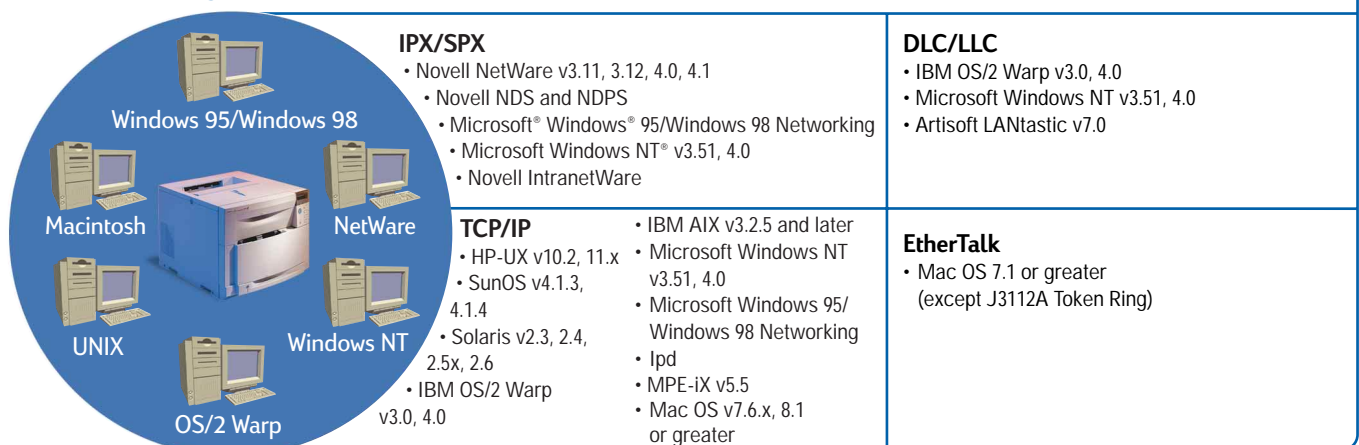 Windows 95/Windows 98
Macintosh
NetWare
UNIX
Windows NT
OS/2 Warp
IPX/SPX
• Novell NetWare v3.11, 3.12, 4.0, 4.1
• Novell NDS and NDPS
• Microsoft® Windows® 95/Windows 98 Networking
• Microsoft Windows NT® v3.51, 4.0
• Novell IntranetWare
DLC/LLC
• IBM OS/2 Warp v3.0, 4.0
• Microsoft Windows NT v3.51, 4.0
• Artisoft LANtastic v7.0
TCP/IP
• HP-UX v10.2, 11.x
• SunOS v4.1.3,
4.1.4
• Solaris v2.3, 2.4,
2.5x, 2.6
• IBM OS/2 Warp
v3.0, 4.0
• IBM AIX v3.2.5 and later
• Microsoft Windows NT
v3.51, 4.0
• Microsoft Windows 95/
Windows 98 Networking
• lpd
• MPE-iX v5.5
• Mac OS v7.6.x, 8.1
or greater
EtherTalk
• Mac OS 7.1 or greater
(except J3112A Token Ring)